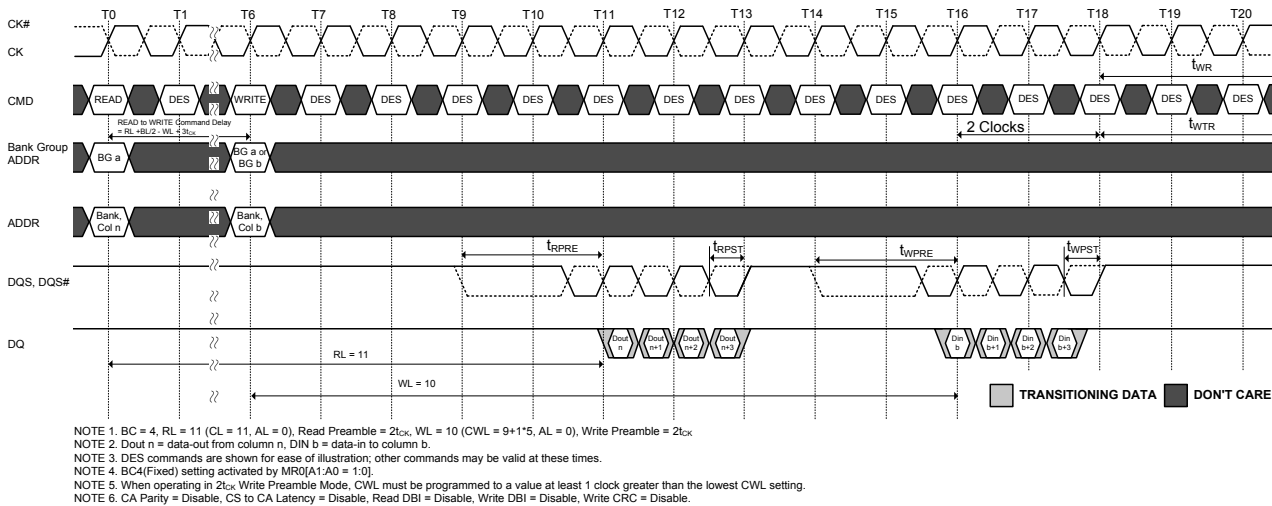 T0 T1 T6 T7 T8 T9 T10 T11 T12 T13 T14 T15 T16 T17 T18 T19 T20
CK#
CK
tWR
CMD READ DES WRITE DES DES DES DES DES DES DES DES DES DES DES DES DES DES
READ to WRITE Command Delay
= RL +BL/2 - WL + 3tCK
2 Clocks
tWTR
Bank Group
ADDR
BG a
BG a or
BG b
ADDR
Bank,
Col n
Bank,
Col b
tRPRE tRPST tWPRE tWPST
DQS, DQS#
DQ
Dout
n
Dout
n+1
Dout
n+2
Dout
n+3
Din
b
Din
b+1
Din
b+2
Din
b+3
RL = 11
WL = 10
TRANSITIONING DATA DON'T CARE
NOTE 1. BC = 4, RL = 11 (CL = 11, AL = 0), Read Preamble = 2tCK, WL = 10 (CWL = 9+1*5, AL = 0), Write Preamble = 2tCK
NOTE 2. Dout n = data-out from column n, DIN b = data-in to column b.
NOTE 3. DES commands are shown for ease of illustration; other commands may be valid at these times.
NOTE 4. BC4(Fixed) setting activated by MR0[A1:A0 = 1:0].
NOTE 5. When operating in 2tCK Write Preamble Mode, CWL must be programmed to a value at least 1 clock greater than the lowest CWL setting.
NOTE 6. CA Parity = Disable, CS to CA Latency = Disable, Read DBI = Disable, Write DBI = Disable, Write CRC = Disable.